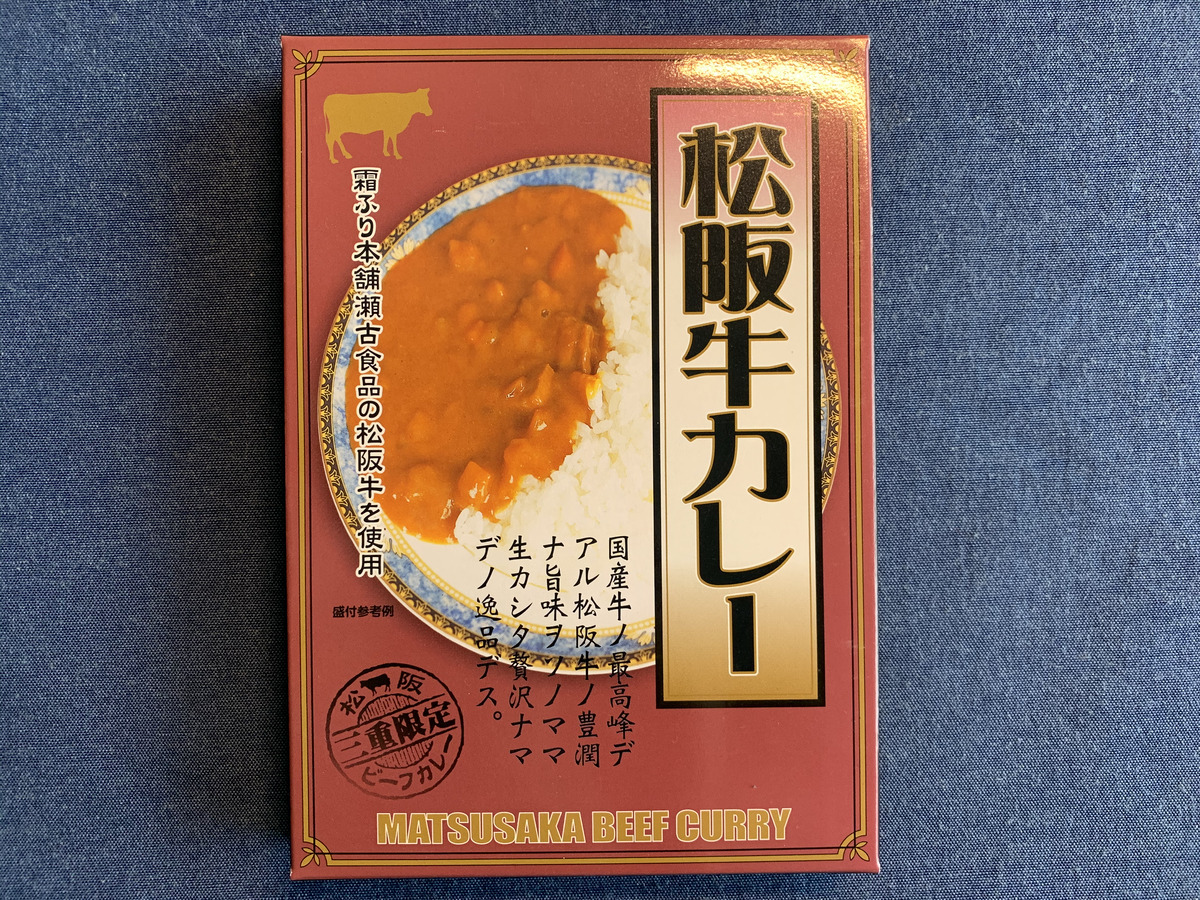 松阪牛カレー
霜ふり本舗瀬古食品の松阪牛を使用
国産牛ノ最高峰デ
アル松阪牛ノ豊潤
ナ旨味ヲソノママ
生カシタ贅沢ナマ
デノ逸品デス。
盛付参考例
松阪
三重限定
ビーフカレー
MATSUSAKA BEEF CURRY